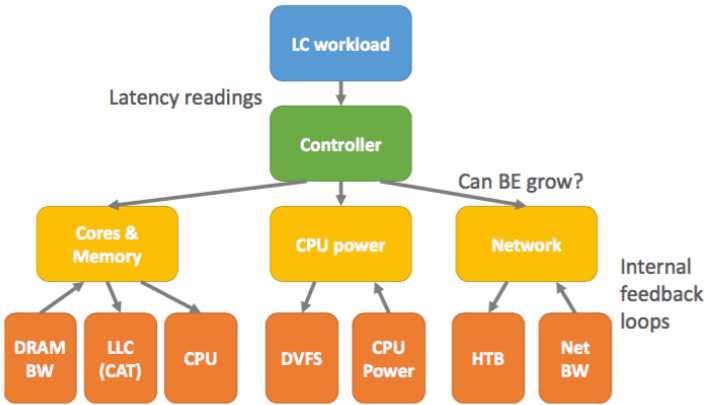 LC workload
Latency readings
Controller
Can BE grow?
Cores &
Memory
CPU power
Network
Internal
feedback
loops
DRAM
BW
LLC
(CAT)
CPU
DVFS
CPU
Power
HTB
Net
BW